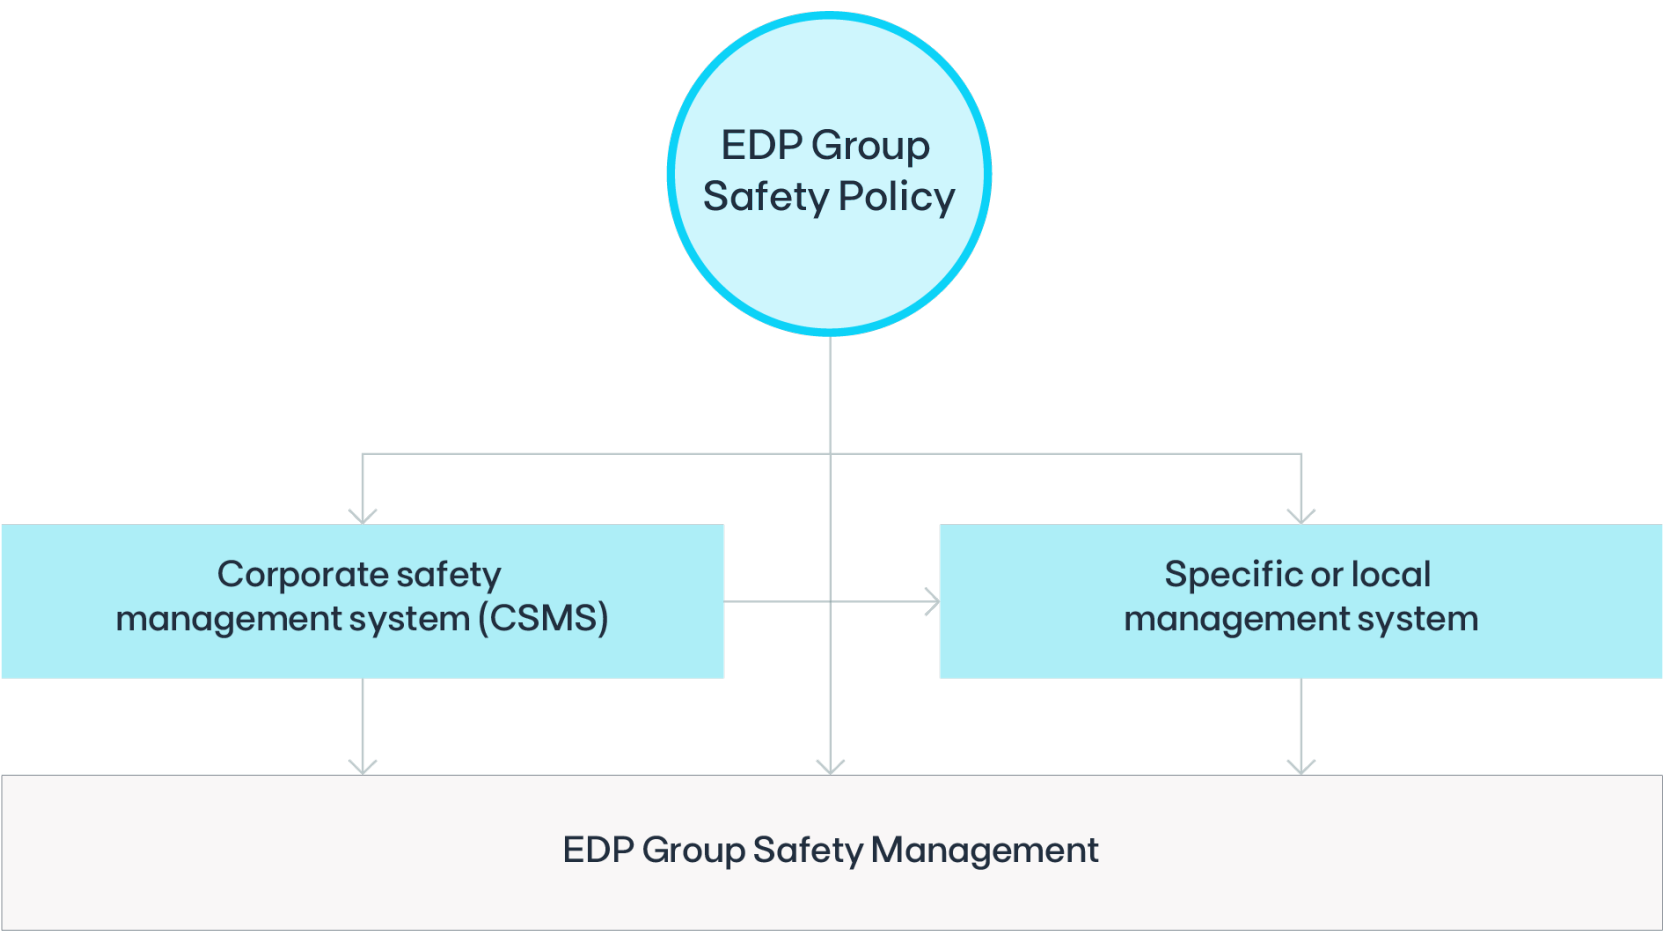 EDP Group
Safety Policy
Corporate safety
management system (CSMS)
Specific or local
management system
EDP Group Safety Management